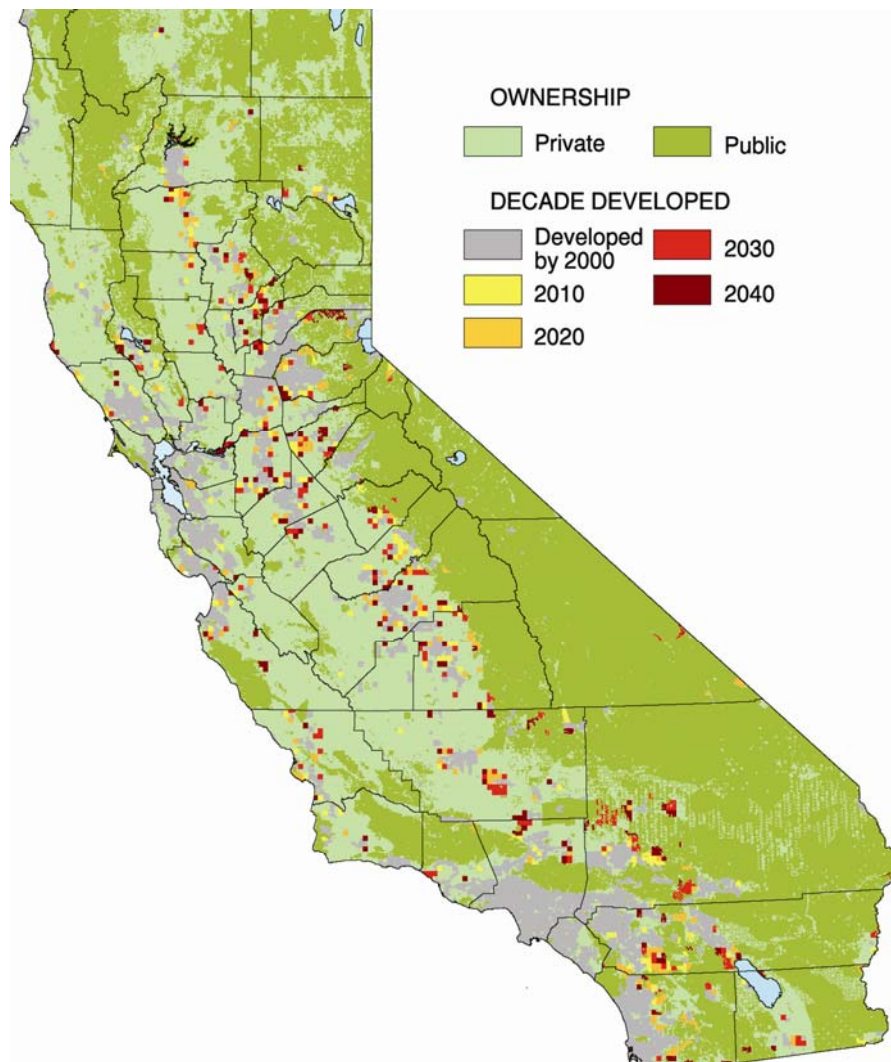 OWNERSHIP
Private
Public
DECADE DEVELOPED
Developed
by 2000
2030
2010
2040
2020